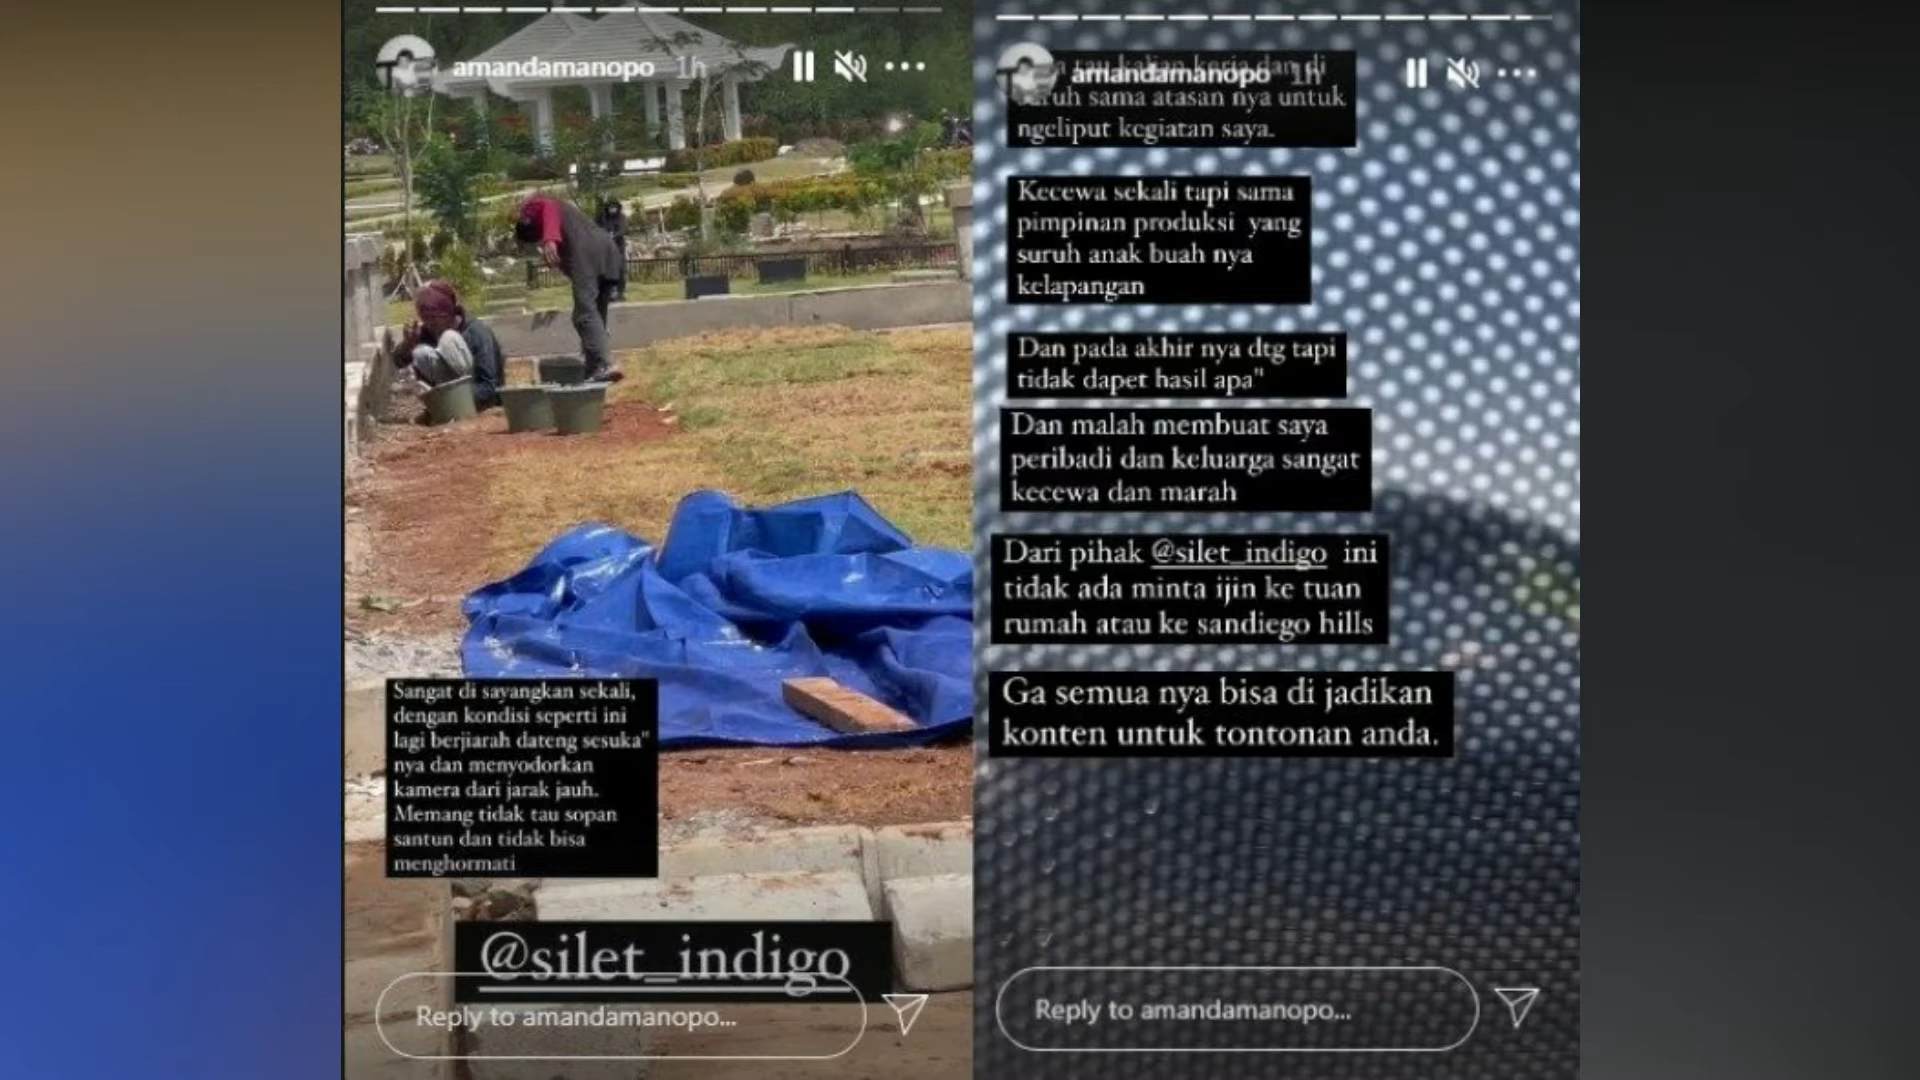 amandamanopo 1h
Sangat di sayangkan sekali,
dengan kondisi seperti ini
lagi berjiarah dateng sesuka"
nya dan menyodorkan
kamera dari jarak jauh.
Memang tidak tau sopan
santun dan tidak bisa
menghormati
@silet_indigo
Reply to amandamanopo...
amandamanopo 1h
tau kalian kerja dan di
sama atasan nya untuk
ngeliput kegiatan saya.
Kecewa sekali tapi sama
pimpinan produksi yang
suruh anak buah nya
kelapangan
Dan pada akhir nya dtg tapi
tidak dapet hasil apa"
Dan malah membuat saya
peribadi dan keluarga sangat
kecewa dan marah
Dari pihak @silet_indigo ini
tidak ada minta ijin ke tuan
rumah atau ke sandiego hills
Ga semua nya bisa di jadikan
konten untuk tontonan anda.
Reply to amandamanopo...